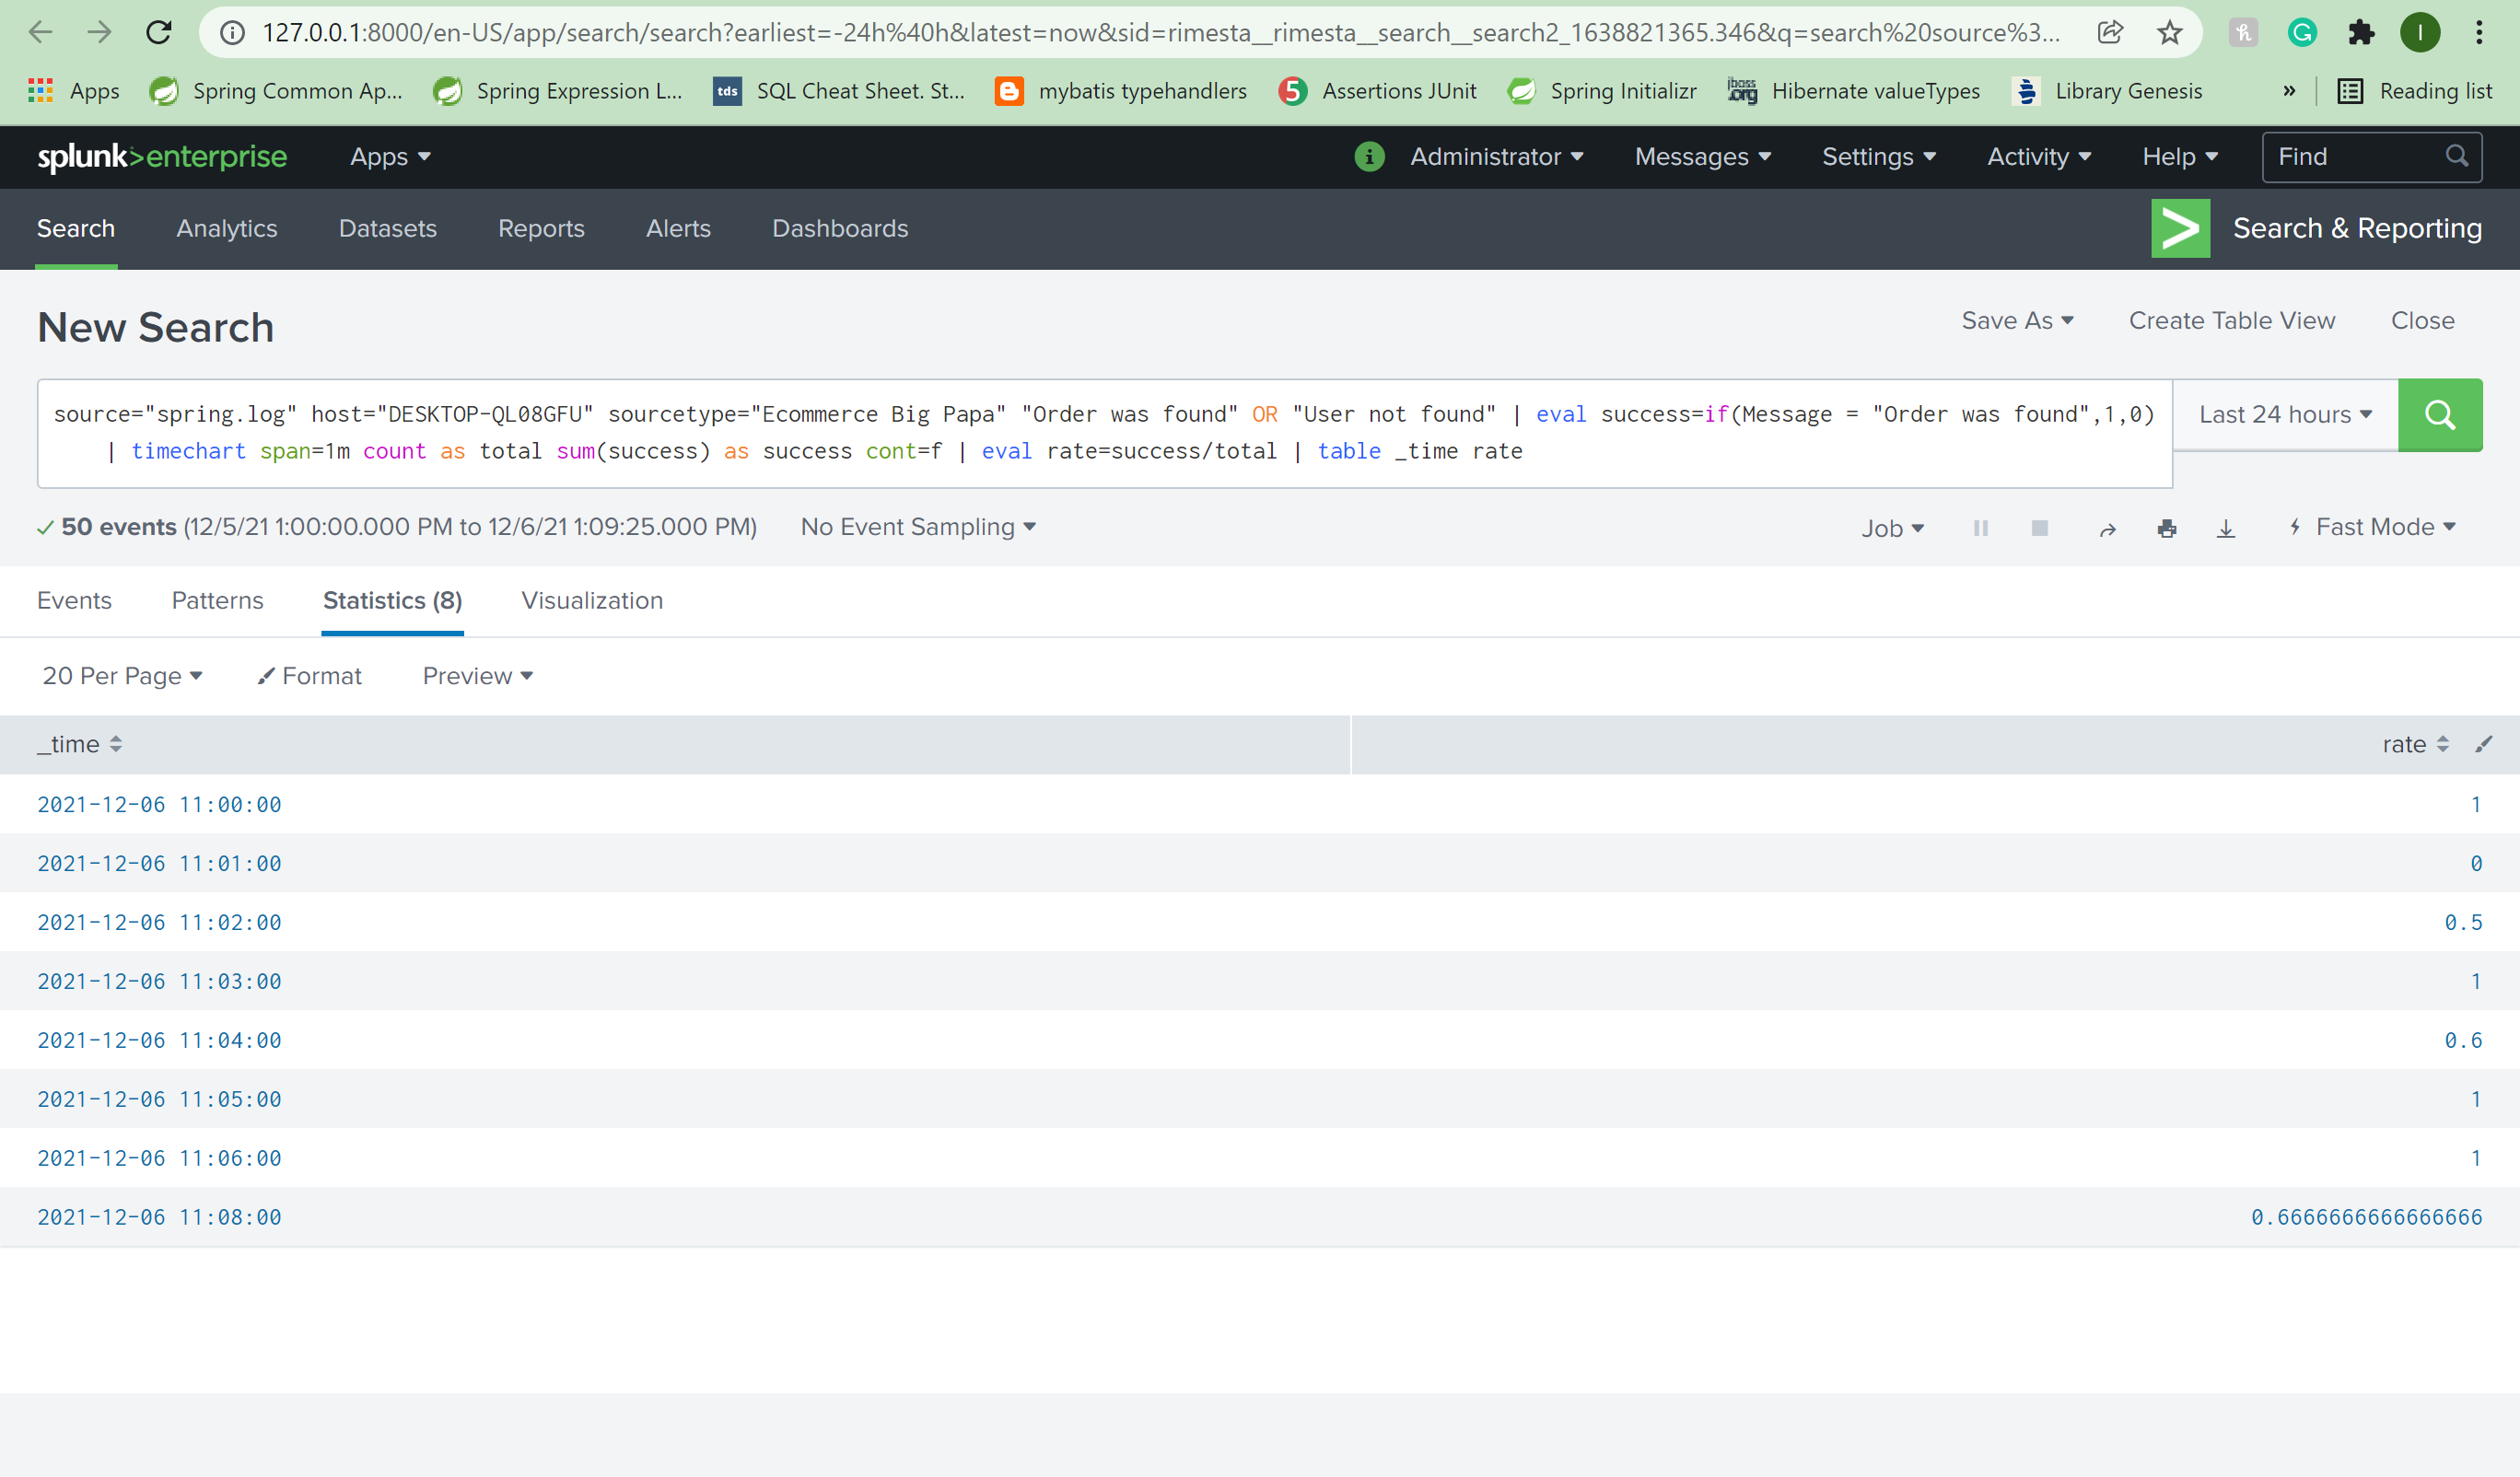 127.0.0.1:8000/en-US/app/search/search?earliest=-24h%40h&latest=now&sid=rimesta__rimesta__search__search2_1638821365.346&q=search%20source%3...
Apps Spring Common Ap... Spring Expression L... tds SQL Cheat Sheet. St... mybatis typehandlers 5 Assertions JUnit Spring Initializr jboss.org Hibernate valueTypes Library Genesis » Reading list
splunk>enterprise Apps i Administrator Messages Settings Activity Help Find
Search Analytics Datasets Reports Alerts Dashboards > Search & Reporting
New Search Save As Create Table View Close
source="spring.log" host="DESKTOP-QL08GFU" sourcetype="Ecommerce Big Papa" "Order was found" OR "User not found" | eval success=if(Message = "Order was found",1,0) Last 24 hours
| timechart span=1m count as total sum(success) as success cont=f | eval rate=success/total | table _time rate
50 events (12/5/21 1:00:00.000 PM to 12/6/21 1:09:25.000 PM) No Event Sampling Job Fast Mode
Events Patterns Statistics (8) Visualization
20 Per Page Format Preview
_time rate
2021-12-06 11:00:00 1
2021-12-06 11:01:00 0
2021-12-06 11:02:00 0.5
2021-12-06 11:03:00 1
2021-12-06 11:04:00 0.6
2021-12-06 11:05:00 1
2021-12-06 11:06:00 1
2021-12-06 11:08:00 0.6666666666666666